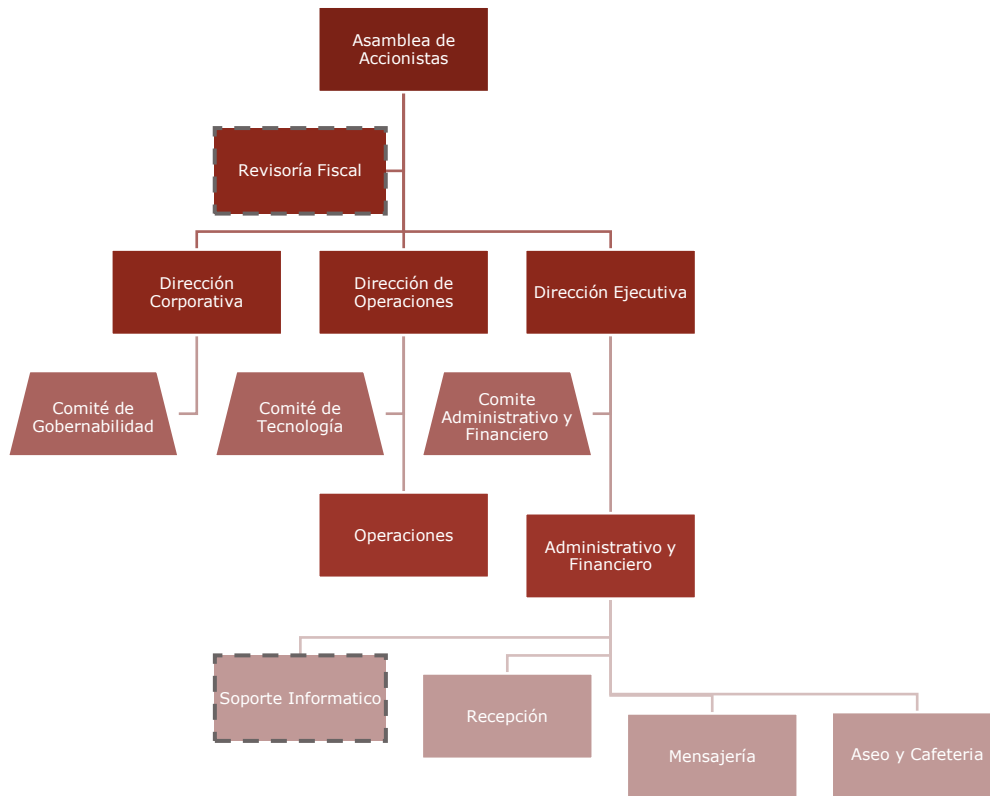 Asamblea de
Accionistas
Revisoría Fiscal
Dirección
Corporativa
Dirección de
Operaciones
Dirección Ejecutiva
Comité de
Gobernabilidad
Comité de
Tecnología
Comite
Administrativo y
Financiero
Operaciones
Administrativo y
Financiero
Soporte Informatico
Recepción
Mensajería
Aseo y Cafeteria